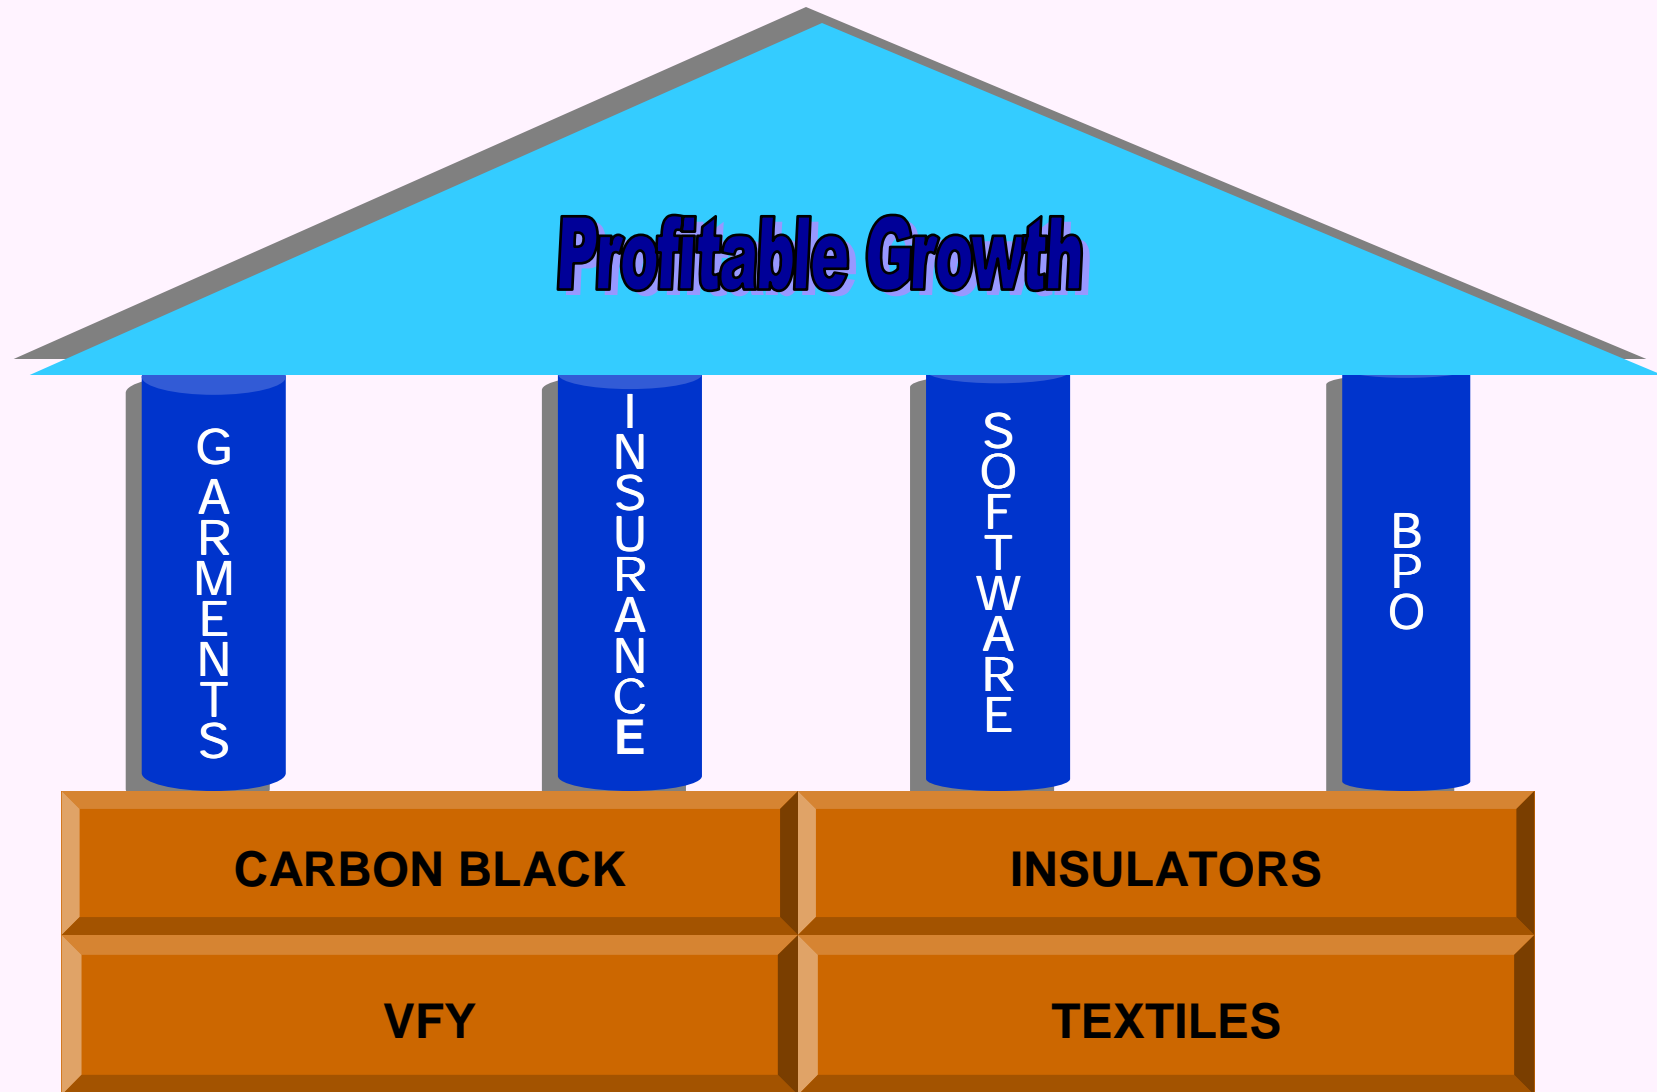 Profitable Growth
GARMENTS
INSURANCE
SOFTWARE
BPO
CARBON BLACK
INSULATORS
VFY
TEXTILES